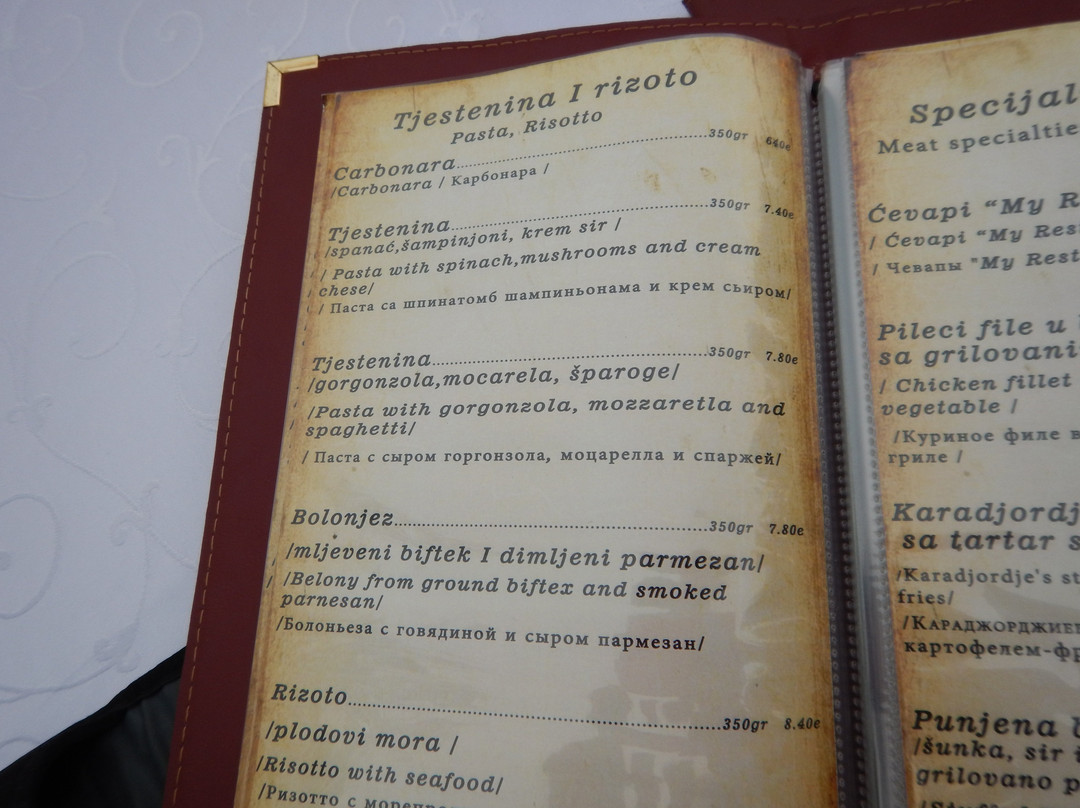 Tjestenina I rizoto
Pasta, Risotto
Carbonara..............350gr 640e
/Carbonara / Карбонара /
Tjestenina..............350gr 7.40e
/spanać,šampinjoni, krem sir /
/ Pasta with spinach,mushrooms and cream
chese/
/ Паста са шпинатомб шампиньонама и крем сьиром/
Tjestenina..............350gr 7.80e
/gorgonzola,mocarela, šparoge/
/Pasta with gorgonzola, mozzaretla and
spaghetti/
/ Паста с сыром горгонзола, моцарелла и спаржей/
Bolonjez..............350gr 7.80e
/mljeveni biftek I dimljeni parmezan/
/Belony from ground biftex and smoked
parnesan/
/Болоньеза с говядиной и сыром пармезан/
Rizoto..............350gr 8.40e
/plodovi mora /
/Risotto with seafood/
/Ризотто с
Specijal
Meat specialtie
Ćevapi "My R
/ Ćevapi "My Res
/ Чевапы "My Rest
Pileci file u
sa grilovani
/ Chicken fillet
vegetable /
/Куриное филе в
гриле /
Karadjordj
sa tartar s
/Karadjordje's st
fries/
/КАРАДЖОРДЖИЕ
картофелем-фр
Punjena
/šunka, sir
grilovano p